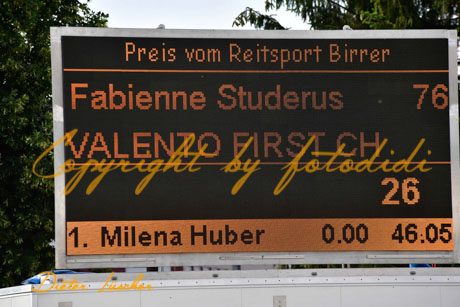 Preis vom Reitsport Birrer
Fabienne Studerus 76
VALENTO FIRST CH
Copyright by fotodidi
26
1. Milena Huber 0.00 46.05